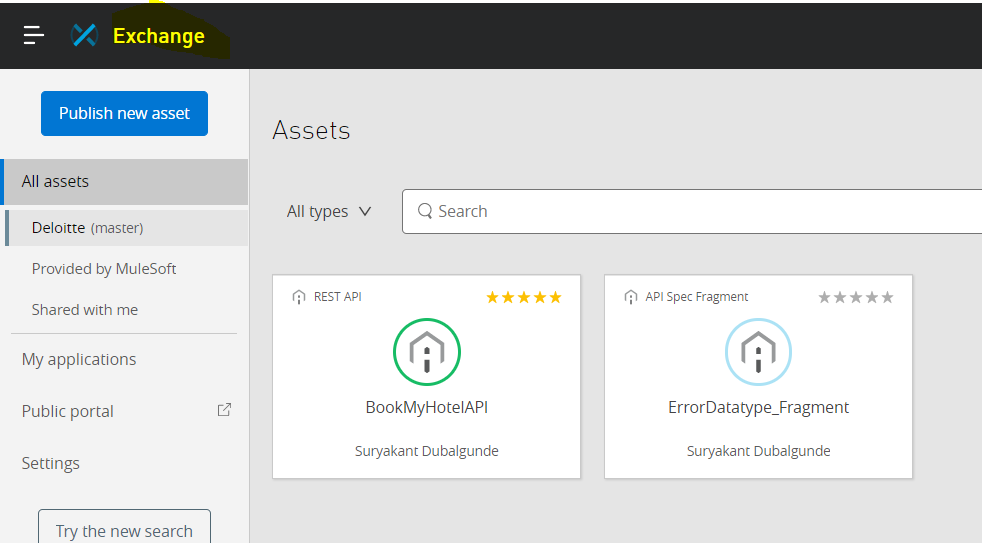 Exchange
Publish new asset
All assets
Deloitte (master)
Provided by MuleSoft
Shared with me
My applications
Public portal
Settings
Try the new search
Assets
All types
Search
REST API
BookMyHotelAPI
Suryakant Dubalgunde
API Spec Fragment
ErrorDatatype_Fragment
Suryakant Dubalgunde